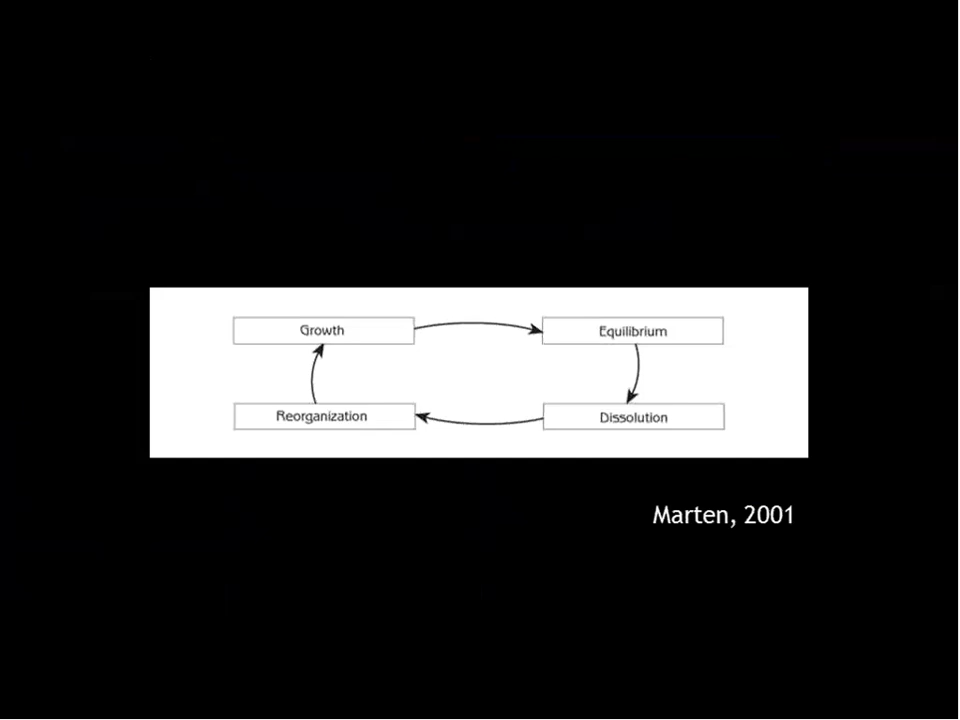 Growth
Equilibrium
Reorganization
Dissolution
Marten, 2001